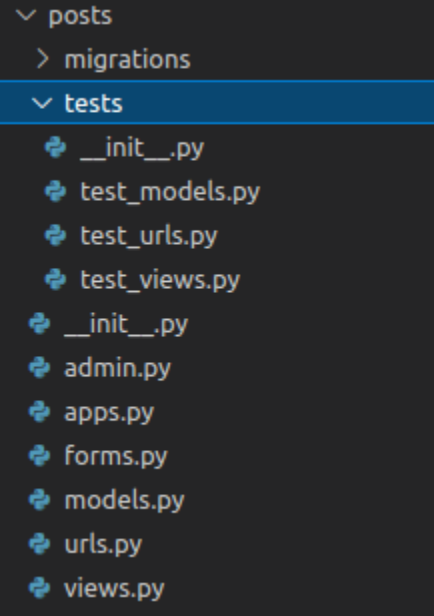 posts
migrations
tests
__init__.py
test_models.py
test_urls.py
test_views.py
__init__.py
admin.py
apps.py
forms.py
models.py
urls.py
views.py